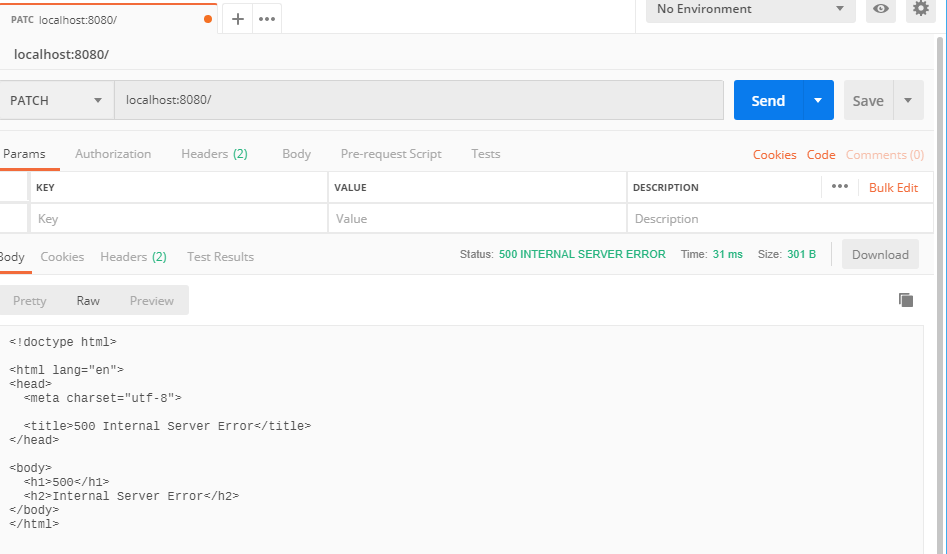 PATC localhost:8080/
+ ••• No Environment
localhost:8080/
PATCH localhost:8080/ Send Save
Params Authorization Headers (2) Body Pre-request Script Tests Cookies Code Comments (0)
KEY VALUE DESCRIPTION ••• Bulk Edit
Key Value Description
Body Cookies Headers (2) Test Results Status: 500 INTERNAL SERVER ERROR Time: 31 ms Size: 301 B Download
Pretty Raw Preview
<!doctype html>
<html lang="en">
<head>
<meta charset="utf-8">
<title>500 Internal Server Error</title>
</head>
<body>
<h1>500</h1>
<h2>Internal Server Error</h2>
</body>
</html>